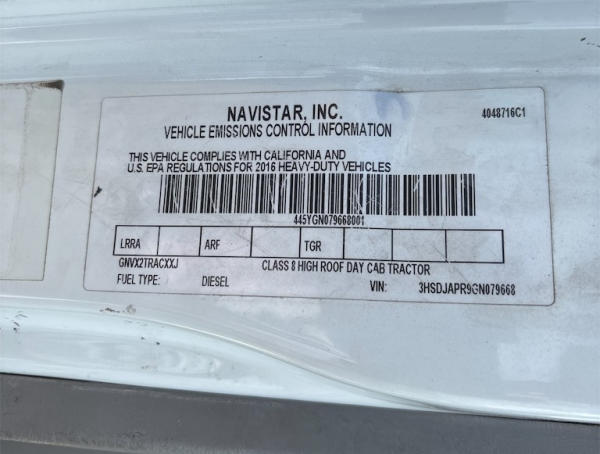 NAVISTAR, INC.
4048716C1
VEHICLE EMISSIONS CONTROL INFORMATION
THIS VEHICLE COMPLIES WITH CALIFORNIA AND
U.S. EPA REGULATIONS FOR 2016 HEAVY-DUTY VEHICLES
445YGN079668001
LRRA ARF TGR
GNVX2TRACXXJ CLASS 8 HIGH ROOF DAY CAB TRACTOR
FUEL TYPE: DIESEL VIN: 3HSDJAPR9GN079668